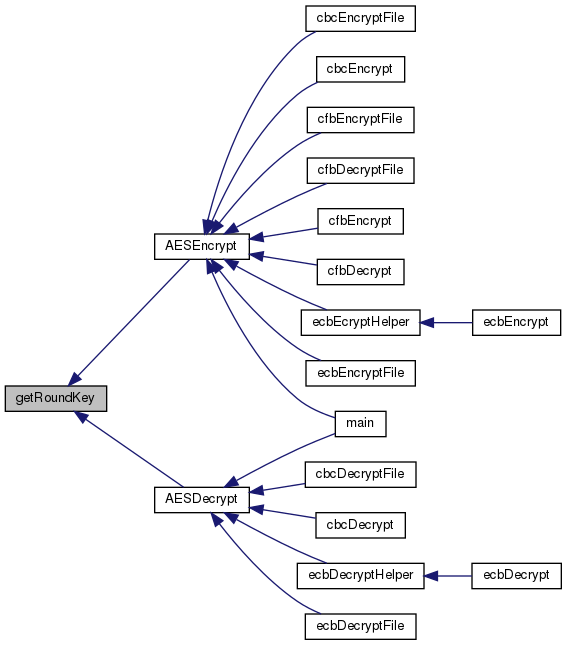 cbcEncryptFile
cbcEncrypt
cfbEncryptFile
cfbDecryptFile
cfbEncrypt
AESEncrypt
cfbDecrypt
ecbEcryptHelper
ecbEncrypt
ecbEncryptFile
getRoundKey
main
cbcDecryptFile
AESDecrypt
cbcDecrypt
ecbDecryptHelper
ecbDecrypt
ecbDecryptFile